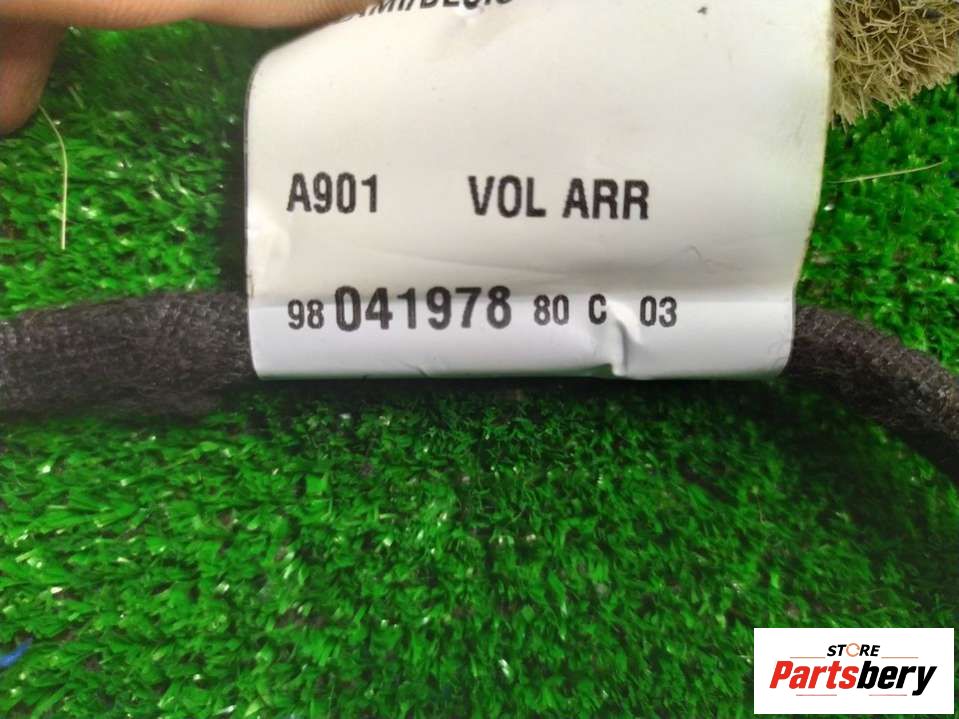 A901 VOL ARR
98 041978 80 C 03
STORE
Partsbery